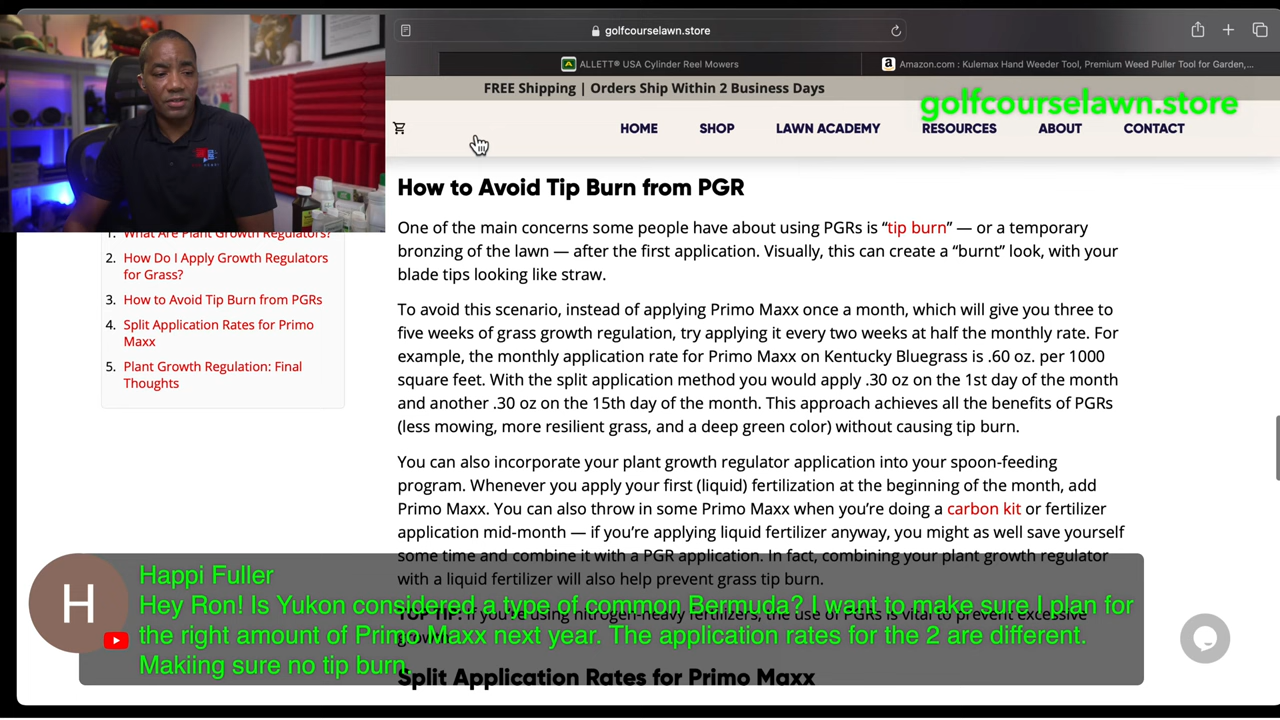 golfcourselawn.store
ALLETT® USA Cylinder Reel Mowers
Amazon.com : Kulemax Hand Weeder Tool, Premium Weed Puller Tool for Garden,...
FREE Shipping | Orders Ship Within 2 Business Days
golfcourselawn.store
HOME SHOP LAWN ACADEMY RESOURCES ABOUT CONTACT
1. What Are Plant Growth Regulators?
2. How Do I Apply Growth Regulators
for Grass?
3. How to Avoid Tip Burn from PGRs
4. Split Application Rates for Primo
Maxx
5. Plant Growth Regulation: Final
Thoughts
How to Avoid Tip Burn from PGR
One of the main concerns some people have about using PGRs is “tip burn” — or a temporary
bronzing of the lawn — after the first application. Visually, this can create a “burnt” look, with your
blade tips looking like straw.
To avoid this scenario, instead of applying Primo Maxx once a month, which will give you three to
five weeks of grass growth regulation, try applying it every two weeks at half the monthly rate. For
example, the monthly application rate for Primo Maxx on Kentucky Bluegrass is .60 oz. per 1000
square feet. With the split application method you would apply .30 oz on the 1st day of the month
and another .30 oz on the 15th day of the month. This approach achieves all the benefits of PGRs
(less mowing, more resilient grass, and a deep green color) without causing tip burn.
You can also incorporate your plant growth regulator application into your spoon-feeding
program. Whenever you apply your first (liquid) fertilization at the beginning of the month, add
Primo Maxx. You can also throw in some Primo Maxx when you’re doing a carbon kit or fertilizer
application mid-month — if you’re applying liquid fertilizer anyway, you might as well save yourself
some time and combine it with a PGR application. In fact, combining your plant growth regulator
with a liquid fertilizer will also help prevent grass tip burn.
TOP TIP: If you’re using nitrogen-heavy fertilizers, the use of PGRs is vital to prevent excessive
Split Application Rates for Primo Maxx
H
Happi Fuller
Hey Ron! Is Yukon considered a type of common Bermuda? I want to make sure I plan for
the right amount of Primo Maxx next year. The application rates for the 2 are different.
Makiing sure no tip burn.